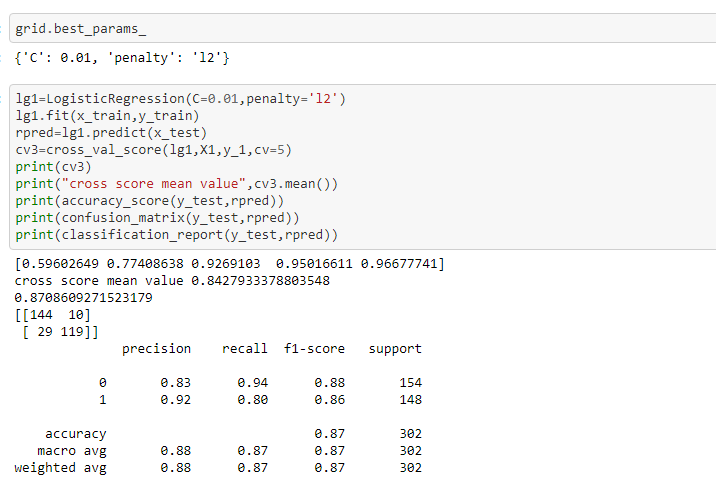 grid.best_params_
{'C': 0.01, 'penalty': 'l2'}
lg1=LogisticRegression(C=0.01,penalty='l2')
lg1.fit(x_train,y_train)
rpred=lg1.predict(x_test)
cv3=cross_val_score(lg1,X1,y_1,cv=5)
print(cv3)
print("cross score mean value",cv3.mean())
print(accuracy_score(y_test,rpred))
print(confusion_matrix(y_test,rpred))
print(classification_report(y_test,rpred))
[0.59602649 0.77408638 0.9269103  0.95016611 0.96677741]
cross score mean value 0.8427933378803548
0.8708609271523179
[[144  10]
 [ 29 119]]
              precision    recall  f1-score   support
           0       0.83      0.94      0.88       154
           1       0.92      0.80      0.86       148
    accuracy                           0.87       302
   macro avg       0.88      0.87      0.87       302
weighted avg       0.88      0.87      0.87       302